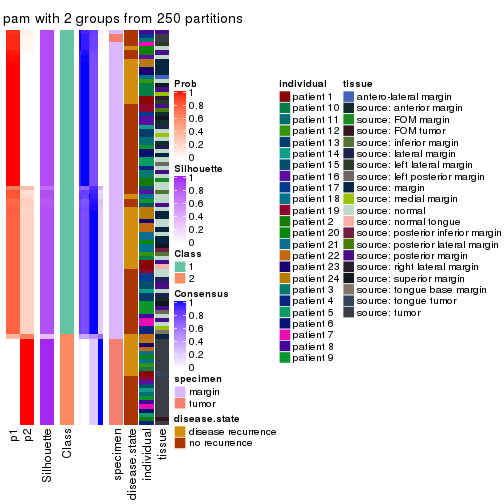 pam with 2 groups from 250 partitions
Prob
1
0.8
0.6
0.4
0.2
0
Silhouette
1
0.8
0.6
0.4
0.2
0
Class
1
2
Consensus
1
0.8
0.6
0.4
0.2
0
specimen
margin
tumor
disease.state
disease recurrence
no recurrence
individual
patient 1
patient 10
patient 11
patient 12
patient 13
patient 14
patient 15
patient 16
patient 17
patient 18
patient 19
patient 2
patient 20
patient 21
patient 22
patient 23
patient 24
patient 3
patient 4
patient 5
patient 6
patient 7
patient 8
patient 9
tissue
antero-lateral margin
source: anterior margin
source: FOM margin
source: FOM tumor
source: inferior margin
source: lateral margin
source: left lateral margin
source: left posterior margin
source: margin
source: medial margin
source: normal
source: normal tongue
source: posterior inferior margin
source: posterior lateral margin
source: posterior margin
source: right lateral margin
source: superior margin
source: tongue base margin
source: tongue tumor
source: tumor
p1
p2
Silhouette
Class
specimen
disease.state
individual
tissue